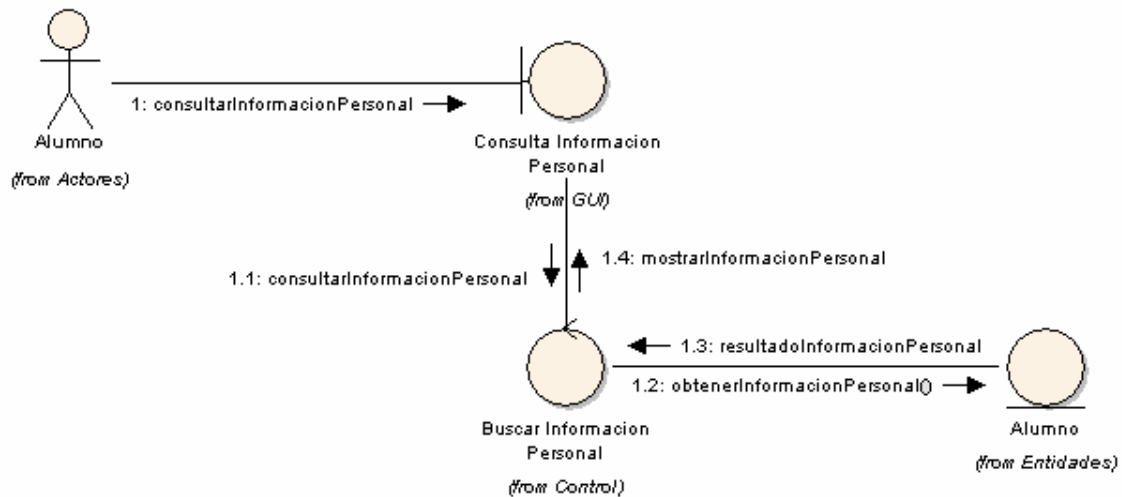 1: consultarInformacionPersonal
Alumno
(from Actores)
Consulta Informacion
Personal
(from GUI)
1.1: consultarInformacionPersonal
1.4: mostrarInformacionPersonal
1.3: resultadoInformacionPersonal
1.2: obtenerInformacionPersonal()
Buscar Informacion
Personal
(from Control)
Alumno
(from Entidades)